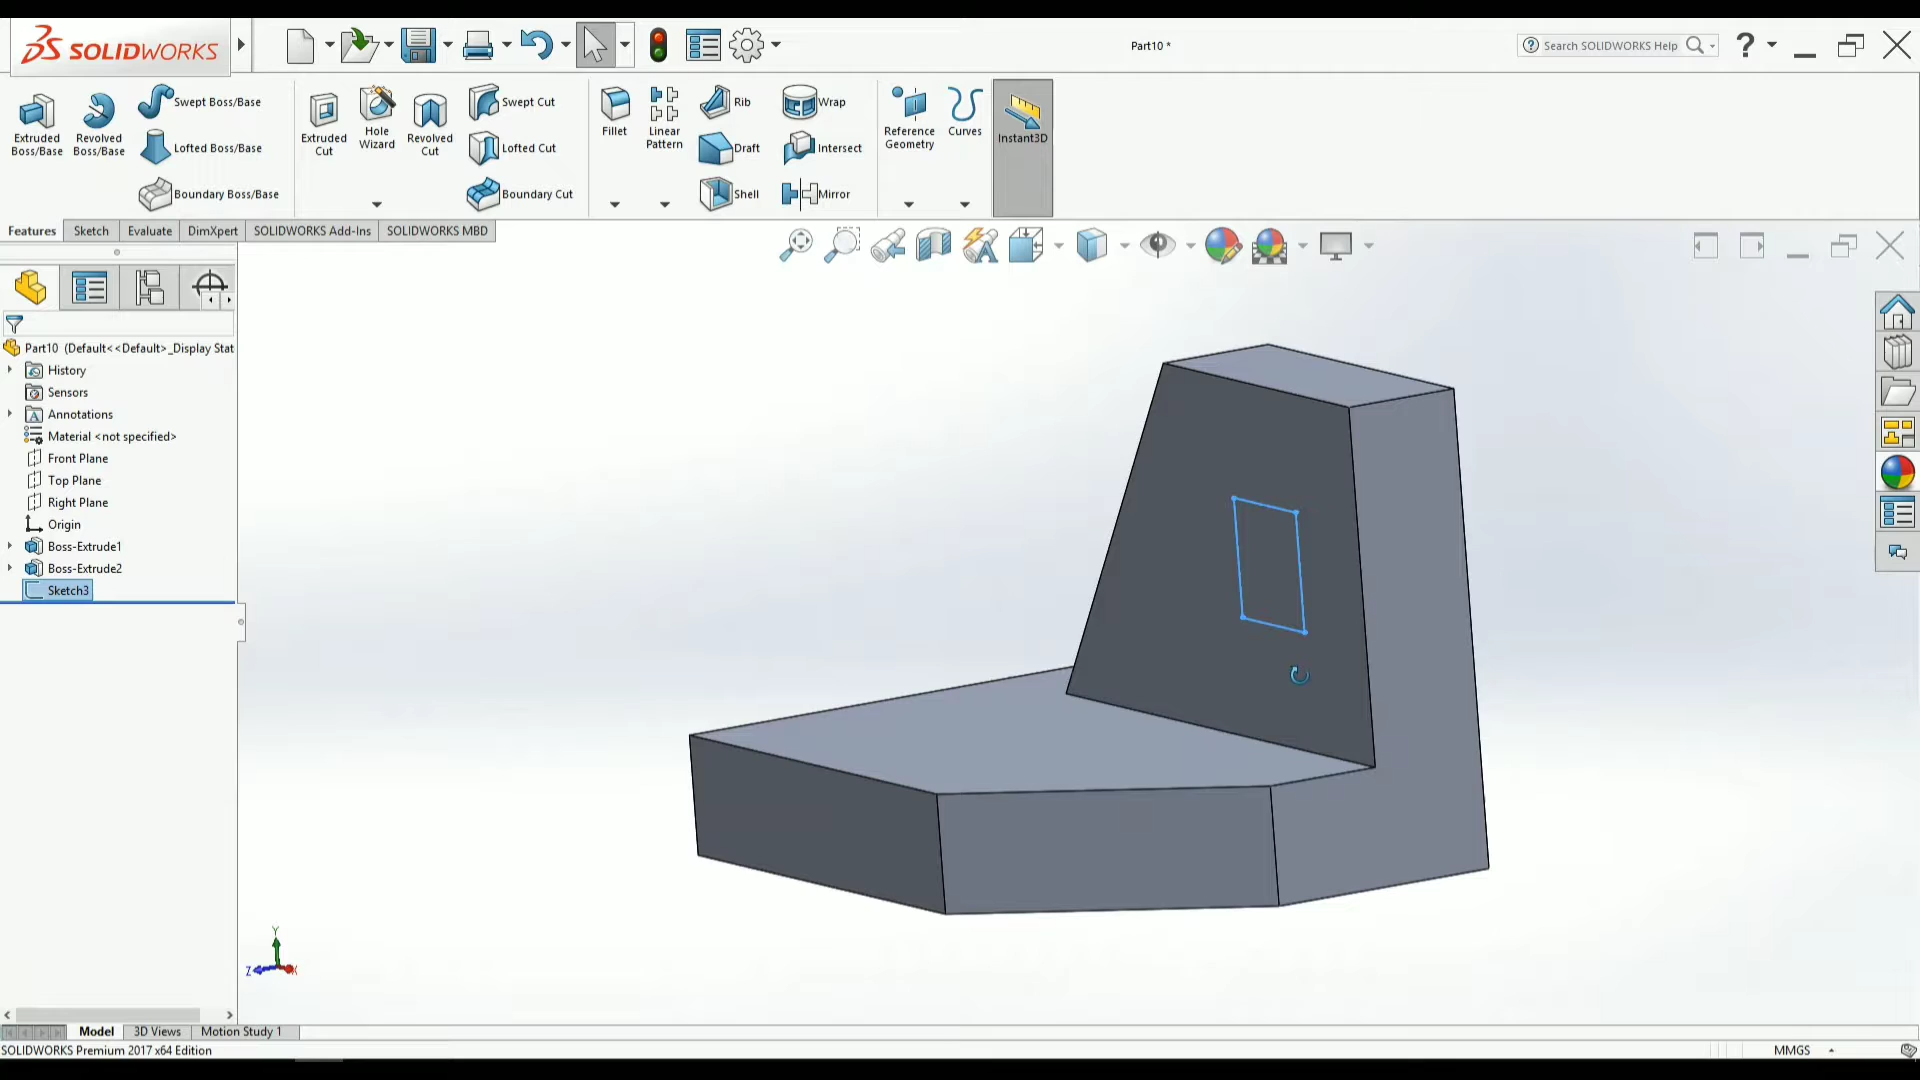 SOLIDWORKS
Part10 *
Search SOLIDWORKS Help
Extruded Boss/Base
Revolved Boss/Base
Swept Boss/Base
Lofted Boss/Base
Boundary Boss/Base
Extruded Cut
Hole Wizard
Revolved Cut
Swept Cut
Lofted Cut
Boundary Cut
Fillet
Linear Pattern
Rib
Draft
Shell
Wrap
Intersect
Mirror
Reference Geometry
Curves
Instant3D
Features
Sketch
Evaluate
DimXpert
SOLIDWORKS Add-Ins
SOLIDWORKS MBD
Part10 (Default<<Default>_Display Stat
History
Sensors
Annotations
Material <not specified>
Front Plane
Top Plane
Right Plane
Origin
Boss-Extrude1
Boss-Extrude2
Sketch3
Y
Z
X
Model
3D Views
Motion Study 1
SOLIDWORKS Premium 2017 x64 Edition
MMGS